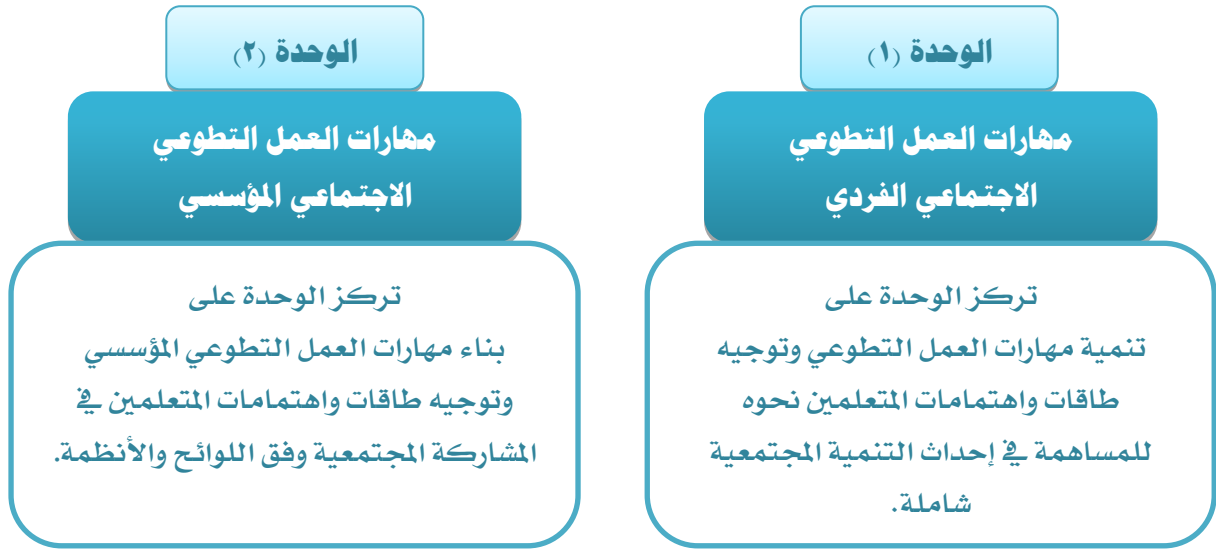 الوحدة (١)
مهارات العمل التطوعي
الاجتماعي الفردي
تركز الوحدة على
تنمية مهارات العمل التطوعي وتوجيه
طاقات واهتمامات المتعلمين نحوه
للمساهمة في إحداث التنمية المجتمعية
شاملة.
الوحدة (٢)
مهارات العمل التطوعي
الاجتماعي المؤسسي
تركز الوحدة على
بناء مهارات العمل التطوعي المؤسسي
وتوجيه طاقات واهتمامات المتعلمين في
المشاركة المجتمعية وفق اللوائح والأنظمة.